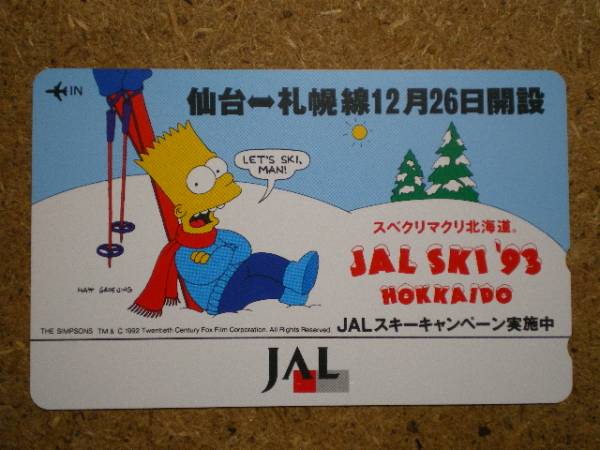 IN
仙台⇔札幌線12月26日開設
LET'S SKI,
MAN!
スベクリマクリ北海道。
JAL SKI '93
HOKKAIDO
MATT GROENING
THE SIMPSONS TM & © 1992 Twentieth Century Fox Film Corporation. All Rights Reserved.
JALスキーキャンペーン実施中
JAL